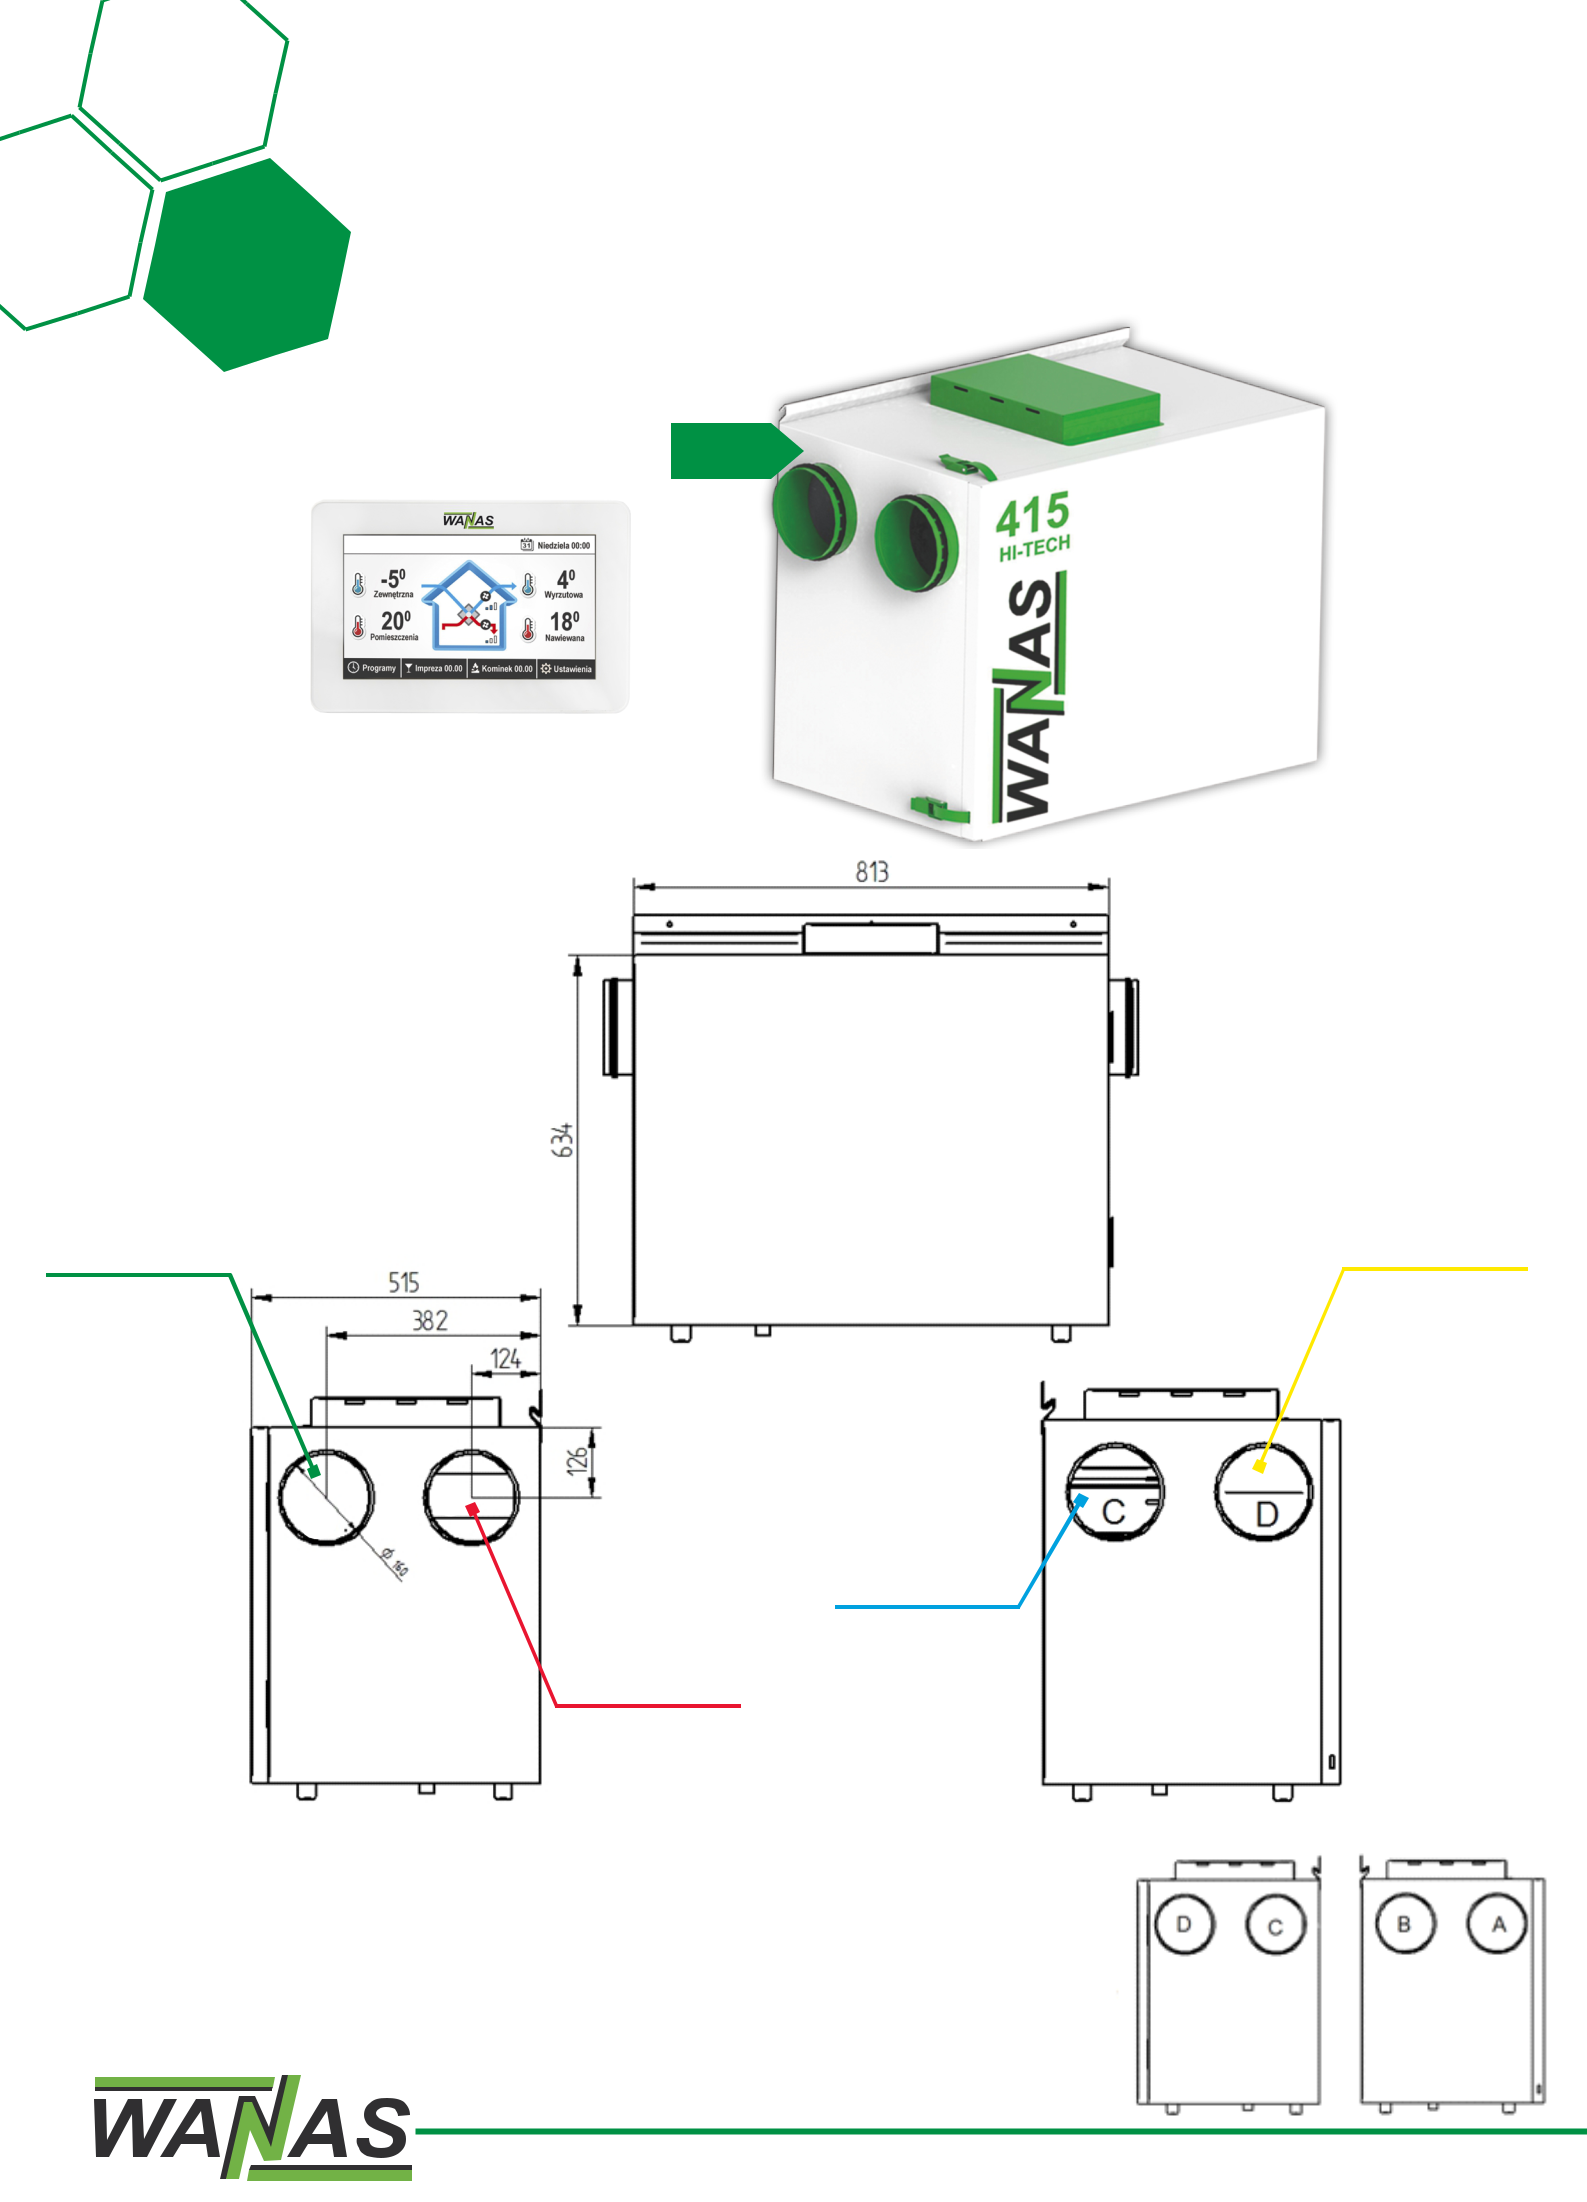 415
HI-TECH
WANAS
WANAS
31 Niedziela 00:00
-5⁰
Zewnętrzna
4⁰
Wyrzutowa
20⁰
Pomieszczenia
18⁰
Nawiewana
Programy
Impreza 00.00
Kominek 00.00
Ustawienia
813
634
515
382
124
126
Ø 160
C
D
D
C
B
A
WANAS